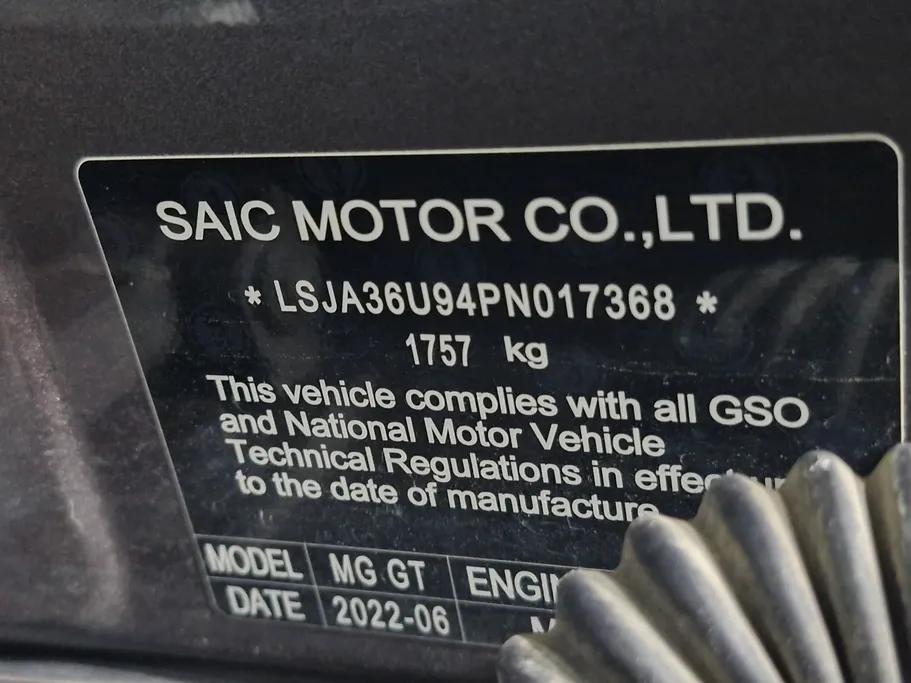 SAIC MOTOR CO.,LTD.
* LSJA36U94PN017368 *
1757 kg
This vehicle complies with all GSO
and National Motor Vehicle
Technical Regulations in
to the date of manufacture
MODEL MG GT
DATE 2022-06